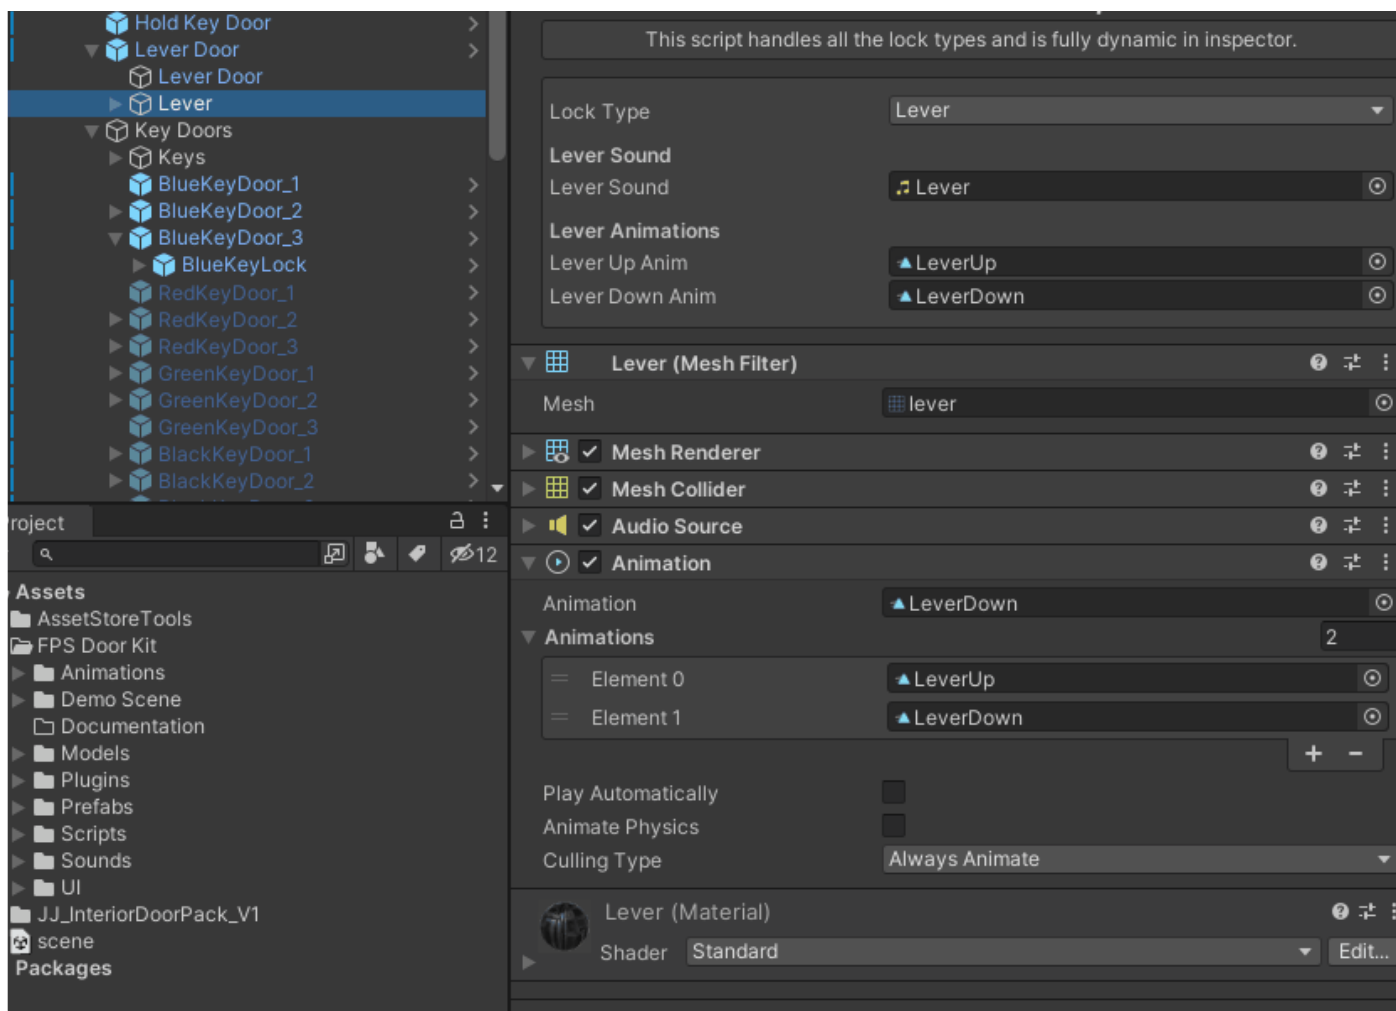 Hold Key Door
Lever Door
Lever Door
Lever
Key Doors
Keys
BlueKeyDoor_1
BlueKeyDoor_2
BlueKeyDoor_3
BlueKeyLock
RedKeyDoor_1
RedKeyDoor_2
RedKeyDoor_3
GreenKeyDoor_1
GreenKeyDoor_2
GreenKeyDoor_3
BlackKeyDoor_1
BlackKeyDoor_2
roject
12
Assets
AssetStoreTools
FPS Door Kit
Animations
Demo Scene
Documentation
Models
Plugins
Prefabs
Scripts
Sounds
UI
JJ_InteriorDoorPack_V1
scene
Packages
This script handles all the lock types and is fully dynamic in inspector.
Lock Type Lever
Lever Sound
Lever Sound Lever
Lever Animations
Lever Up Anim LeverUp
Lever Down Anim LeverDown
Lever (Mesh Filter)
Mesh lever
Mesh Renderer
Mesh Collider
Audio Source
Animation
Animation LeverDown
Animations 2
Element 0 LeverUp
Element 1 LeverDown
+ −
Play Automatically
Animate Physics
Culling Type Always Animate
Lever (Material)
Shader Standard Edit...